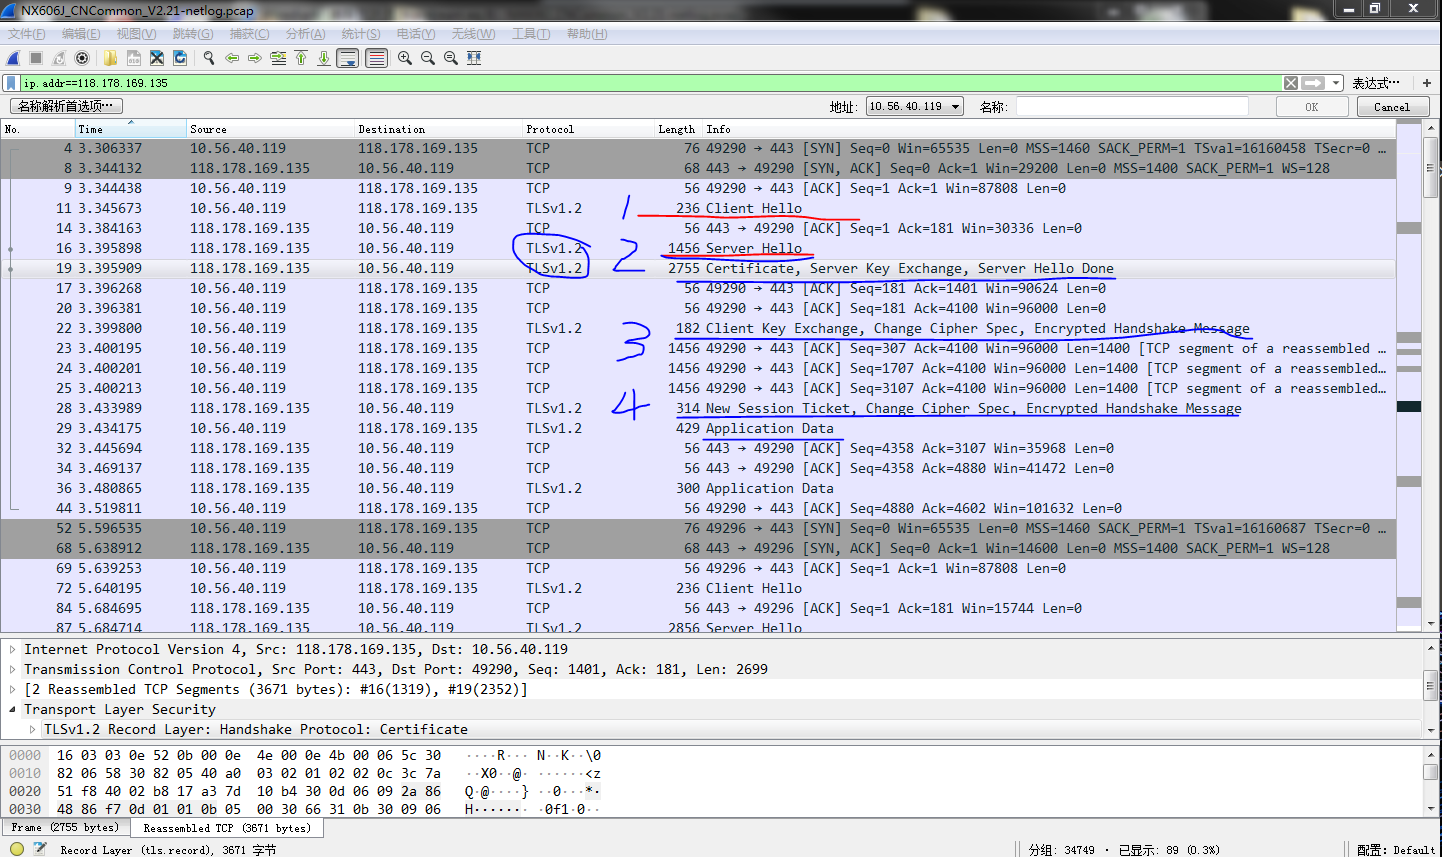 NX606J_CNCommon_V2.21-netlog.pcap
文件(F) 编辑(E) 视图(V) 跳转(G) 捕获(C) 分析(A) 统计(S) 电话(Y) 无线(W) 工具(T) 帮助(H)
ip.addr==118.178.169.135 表达式… +
名称解析首选项… 地址: 10.56.40.119 名称: OK Cancel
No. Time Source Destination Protocol Length Info
4 3.306337 10.56.40.119 118.178.169.135 TCP 76 49290 → 443 [SYN] Seq=0 Win=65535 Len=0 MSS=1460 SACK_PERM=1 TSval=16160458 TSecr=0 …
8 3.344132 118.178.169.135 10.56.40.119 TCP 68 443 → 49290 [SYN, ACK] Seq=0 Ack=1 Win=29200 Len=0 MSS=1400 SACK_PERM=1 WS=128
9 3.344438 10.56.40.119 118.178.169.135 TCP 56 49290 → 443 [ACK] Seq=1 Ack=1 Win=87808 Len=0
11 3.345673 10.56.40.119 118.178.169.135 TLSv1.2 1 236 Client Hello
14 3.384163 118.178.169.135 10.56.40.119 TCP 56 443 → 49290 [ACK] Seq=1 Ack=181 Win=30336 Len=0
16 3.395898 118.178.169.135 10.56.40.119 TLSv1.2 2 1456 Server Hello
19 3.395909 118.178.169.135 10.56.40.119 TLSv1.2 2755 Certificate, Server Key Exchange, Server Hello Done
17 3.396268 10.56.40.119 118.178.169.135 TCP 56 49290 → 443 [ACK] Seq=181 Ack=1401 Win=90624 Len=0
20 3.396381 10.56.40.119 118.178.169.135 TCP 56 49290 → 443 [ACK] Seq=181 Ack=4100 Win=96000 Len=0
22 3.399800 10.56.40.119 118.178.169.135 TLSv1.2 3 182 Client Key Exchange, Change Cipher Spec, Encrypted Handshake Message
23 3.400195 10.56.40.119 118.178.169.135 TCP 1456 49290 → 443 [ACK] Seq=307 Ack=4100 Win=96000 Len=1400 [TCP segment of a reassembled …
24 3.400201 10.56.40.119 118.178.169.135 TCP 1456 49290 → 443 [ACK] Seq=1707 Ack=4100 Win=96000 Len=1400 [TCP segment of a reassembled…
25 3.400213 10.56.40.119 118.178.169.135 TCP 1456 49290 → 443 [ACK] Seq=3107 Ack=4100 Win=96000 Len=1400 [TCP segment of a reassembled…
28 3.433989 118.178.169.135 10.56.40.119 TLSv1.2 4 314 New Session Ticket, Change Cipher Spec, Encrypted Handshake Message
29 3.434175 10.56.40.119 118.178.169.135 TLSv1.2 429 Application Data
32 3.445694 118.178.169.135 10.56.40.119 TCP 56 443 → 49290 [ACK] Seq=4358 Ack=3107 Win=35968 Len=0
34 3.469137 118.178.169.135 10.56.40.119 TCP 56 443 → 49290 [ACK] Seq=4358 Ack=4880 Win=41472 Len=0
36 3.480865 118.178.169.135 10.56.40.119 TLSv1.2 300 Application Data
44 3.519811 10.56.40.119 118.178.169.135 TCP 56 49290 → 443 [ACK] Seq=4880 Ack=4602 Win=101632 Len=0
52 5.596535 10.56.40.119 118.178.169.135 TCP 76 49296 → 443 [SYN] Seq=0 Win=65535 Len=0 MSS=1460 SACK_PERM=1 TSval=16160687 TSecr=0 …
68 5.638912 118.178.169.135 10.56.40.119 TCP 68 443 → 49296 [SYN, ACK] Seq=0 Ack=1 Win=14600 Len=0 MSS=1400 SACK_PERM=1 WS=128
69 5.639253 10.56.40.119 118.178.169.135 TCP 56 49296 → 443 [ACK] Seq=1 Ack=1 Win=87808 Len=0
72 5.640195 10.56.40.119 118.178.169.135 TLSv1.2 236 Client Hello
84 5.684695 118.178.169.135 10.56.40.119 TCP 56 443 → 49296 [ACK] Seq=1 Ack=181 Win=15744 Len=0
87 5.684714 118.178.169.135 10.56.40.119 TLSv1.2 2856 Server Hello
Internet Protocol Version 4, Src: 118.178.169.135, Dst: 10.56.40.119
Transmission Control Protocol, Src Port: 443, Dst Port: 49290, Seq: 1401, Ack: 181, Len: 2699
[2 Reassembled TCP Segments (3671 bytes): #16(1319), #19(2352)]
Transport Layer Security
TLSv1.2 Record Layer: Handshake Protocol: Certificate
0000 16 03 03 0e 52 0b 00 0e 4e 00 0e 4b 00 06 5c 30 ····R··· N··K··\0
0010 82 06 58 30 82 05 40 a0 03 02 01 02 02 0c 3c 7a ··X0··@· ······<z
0020 51 f8 40 02 b8 17 a3 7d 10 b4 30 0d 06 09 2a 86 Q·@····} ··0···*·
0030 48 86 f7 0d 01 01 0b 05 00 30 66 31 0b 30 09 06 H······· ·0f1·0··
Frame (2755 bytes) Reassembled TCP (3671 bytes)
Record Layer (tls.record), 3671 字节 分组: 34749 · 已显示: 89 (0.3%) 配置: Default